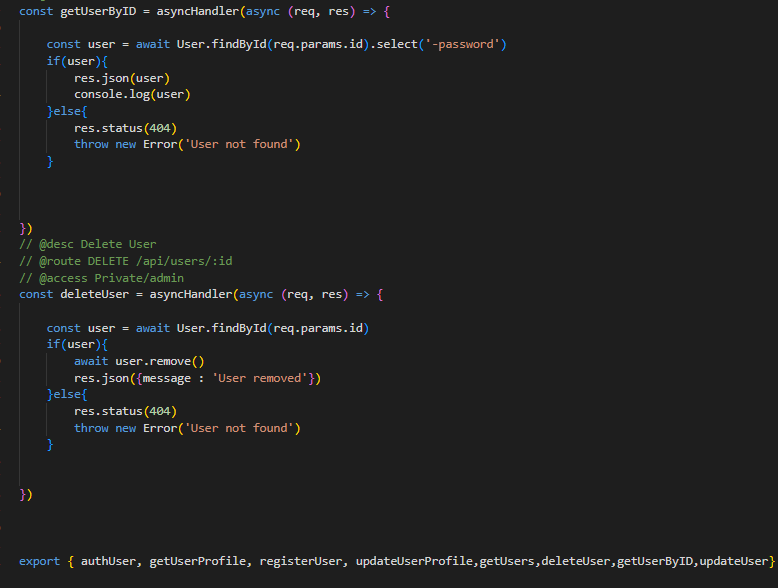 const getUserByID = asyncHandler(async (req, res) => {
const user = await User.findById(req.params.id).select('-password')
if(user){
res.json(user)
console.log(user)
}else{
res.status(404)
throw new Error('User not found')
}
})
// @desc Delete User
// @route DELETE /api/users/:id
// @access Private/admin
const deleteUser = asyncHandler(async (req, res) => {
const user = await User.findById(req.params.id)
if(user){
await user.remove()
res.json({message : 'User removed'})
}else{
res.status(404)
throw new Error('User not found')
}
})
export { authUser, getUserProfile, registerUser, updateUserProfile,getUsers,deleteUser,getUserByID,updateUser}